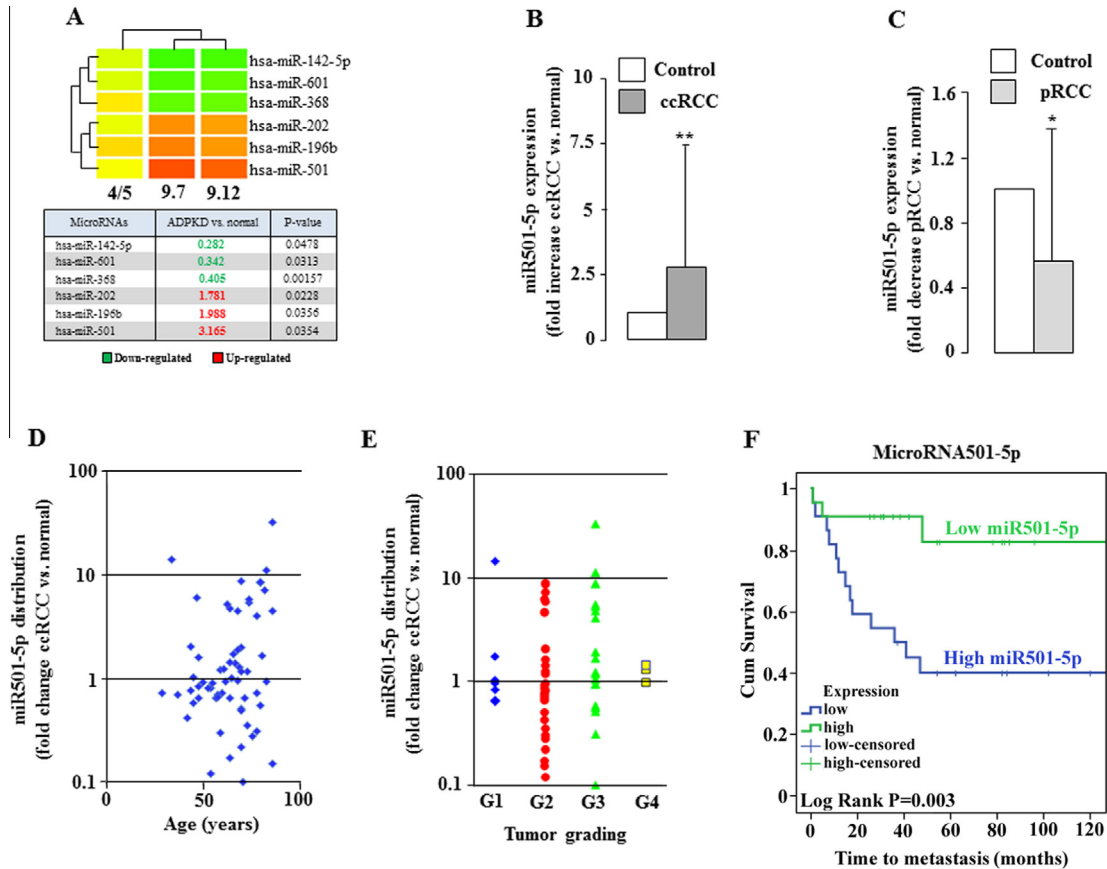 A
hsa-miR-142-5p
hsa-miR-601
hsa-miR-368
hsa-miR-202
hsa-miR-196b
hsa-miR-501
4/5 9.7 9.12
MicroRNAs ADPKD vs. normal P-value
hsa-miR-142-5p 0.282 0.0478
hsa-miR-601 0.342 0.0313
hsa-miR-368 0.405 0.00157
hsa-miR-202 1.781 0.0228
hsa-miR-196b 1.988 0.0356
hsa-miR-501 3.165 0.0354
Down-regulated Up-regulated
B
Control
ccRCC
miR501-5p expression
(fold increase ccRCC vs. normal)
10
7.5
5
2.5
0
**
C
Control
pRCC
miR501-5p expression
(fold decrease pRCC vs. normal)
1.6
1.2
0.8
0.4
0
*
D
miR501-5p distribution
(fold change ccRCC vs. normal)
100
10
1
0.1
0 50 100
Age (years)
E
miR501-5p distribution
(fold change ccRCC vs. normal)
100
10
1
0.1
G1 G2 G3 G4
Tumor grading
F
MicroRNA501-5p
Cum Survival
1
0.8
0.6
0.4
0.2
0
Low miR501-5p
High miR501-5p
Expression
low
high
low-censored
high-censored
Log Rank P=0.003
0 20 40 60 80 100 120
Time to metastasis (months)